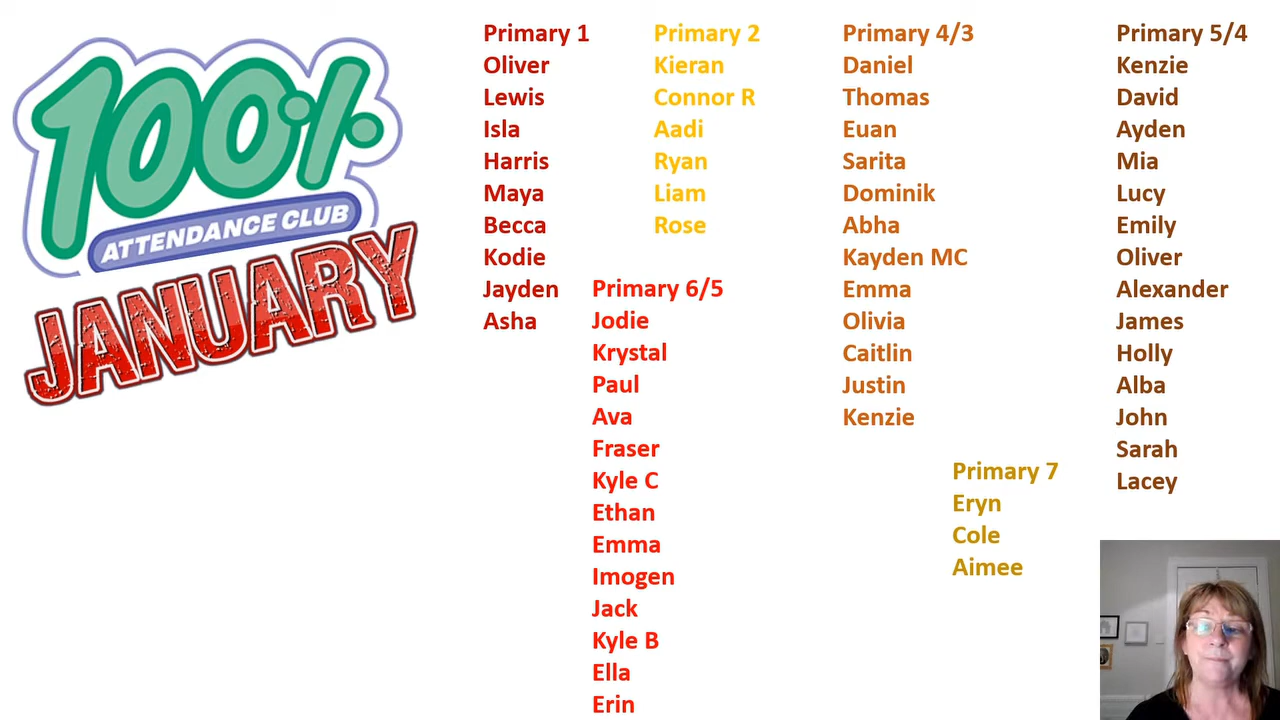 100%
ATTENDANCE CLUB
JANUARY
Primary 1
Oliver
Lewis
Isla
Harris
Maya
Becca
Kodie
Jayden
Asha
Primary 2
Kieran
Connor R
Aadi
Ryan
Liam
Rose
Primary 6/5
Jodie
Krystal
Paul
Ava
Fraser
Kyle C
Ethan
Emma
Imogen
Jack
Kyle B
Ella
Erin
Primary 4/3
Daniel
Thomas
Euan
Sarita
Dominik
Abha
Kayden MC
Emma
Olivia
Caitlin
Justin
Kenzie
Primary 7
Eryn
Cole
Aimee
Primary 5/4
Kenzie
David
Ayden
Mia
Lucy
Emily
Oliver
Alexander
James
Holly
Alba
John
Sarah
Lacey